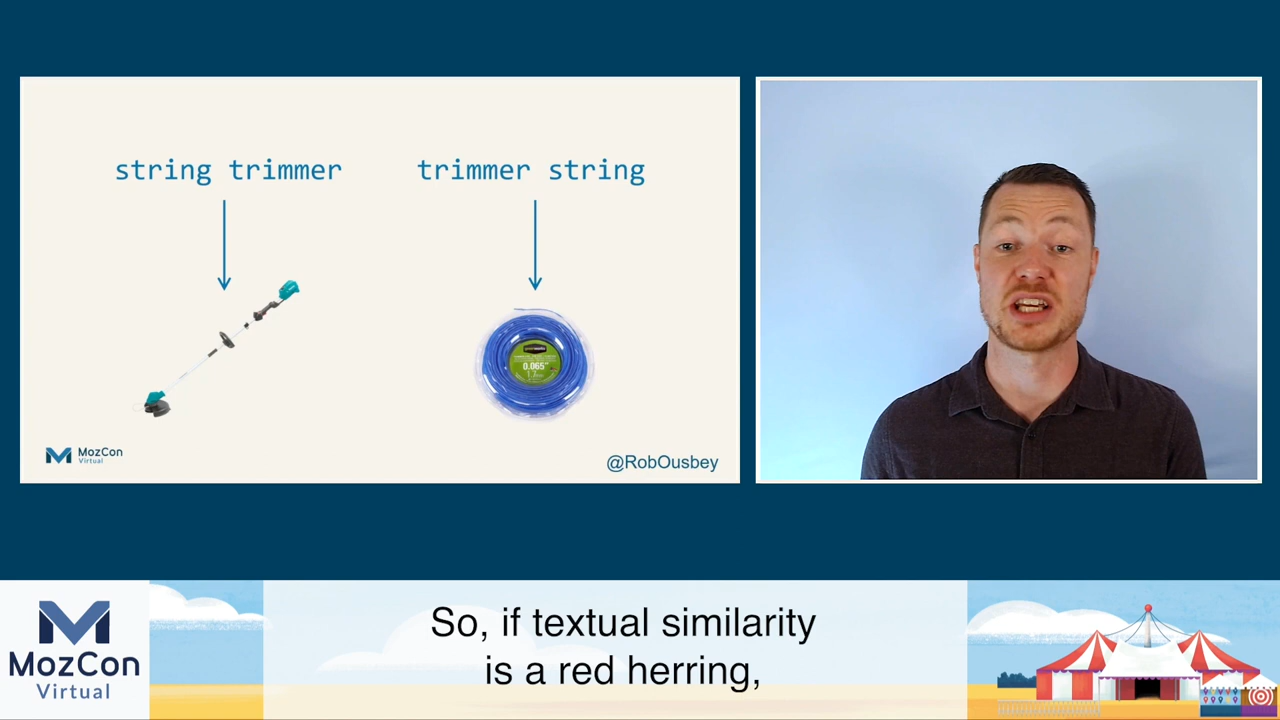 string trimmer
trimmer string
0.065"
MozCon
Virtual
@RobOusbey
MozCon
Virtual
So, if textual similarity
is a red herring,